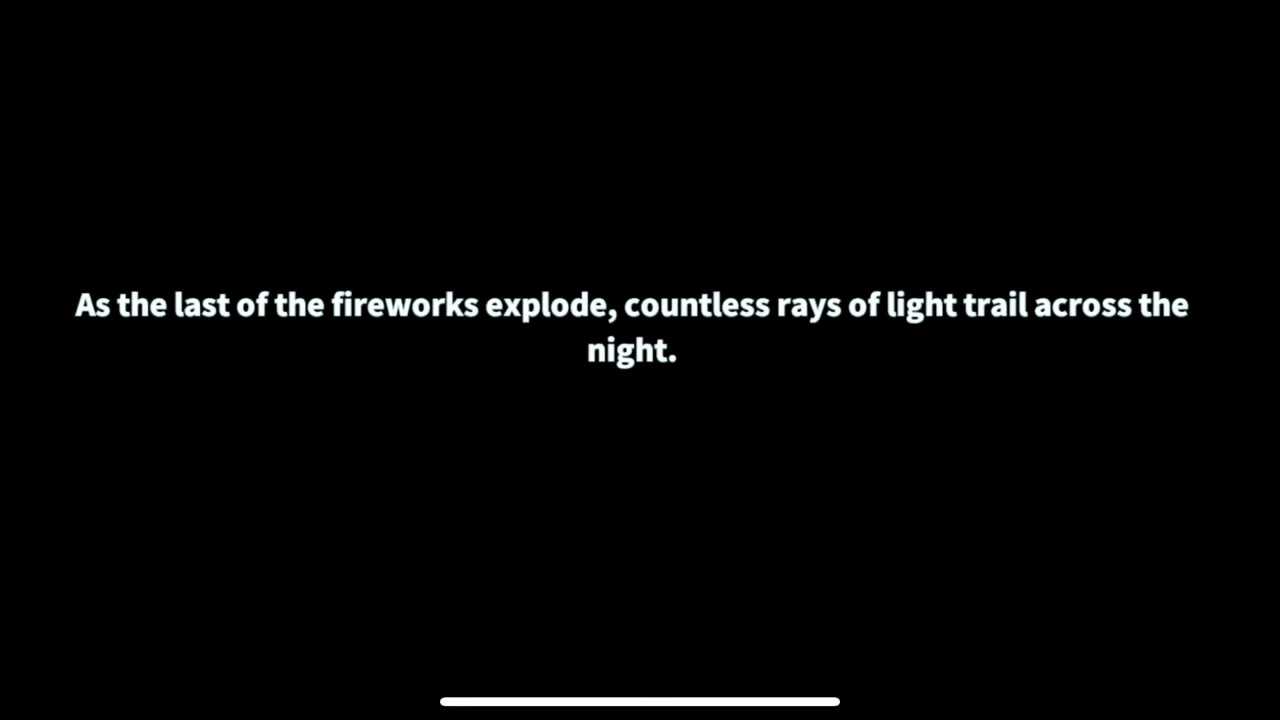 As the last of the fireworks explode, countless rays of light trail across the
night.